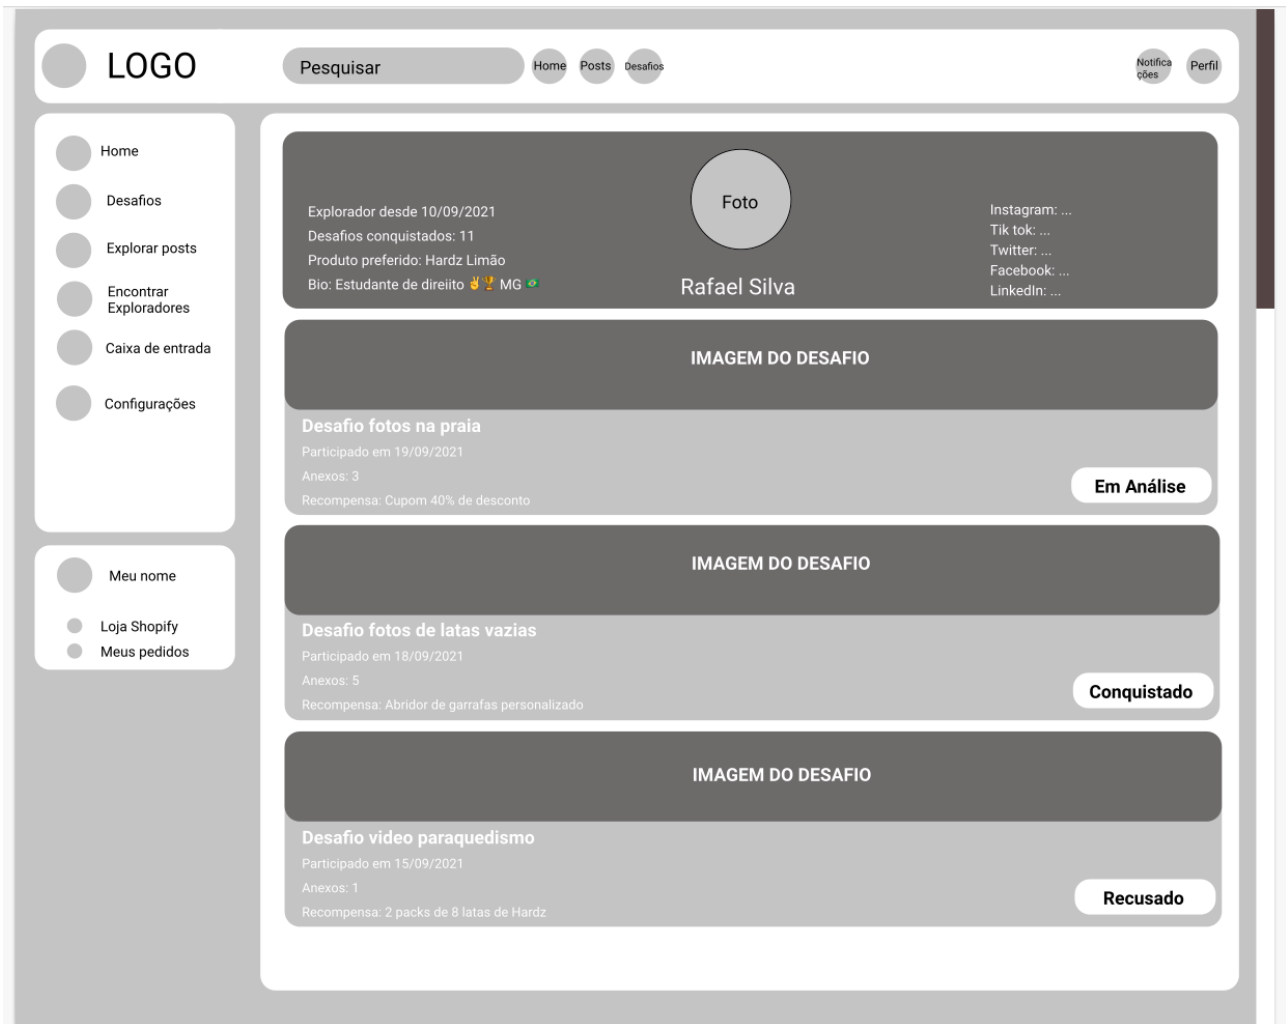 LOGO
Pesquisar
Home
Posts
Desafios
Notifica
ções
Perfil
Home
Desafios
Explorar posts
Encontrar
Exploradores
Caixa de entrada
Configurações
Meu nome
Loja Shopify
Meus pedidos
Explorador desde 10/09/2021
Desafios conquistados: 11
Produto preferido: Hardz Limão
Bio: Estudante de direiito ✌🏆 MG 🇧🇷
Foto
Rafael Silva
Instagram: ...
Tik tok: ...
Twitter: ...
Facebook: ...
LinkedIn: ...
IMAGEM DO DESAFIO
Desafio fotos na praia
Participado em 19/09/2021
Anexos: 3
Recompensa: Cupom 40% de desconto
Em Análise
IMAGEM DO DESAFIO
Desafio fotos de latas vazias
Participado em 18/09/2021
Anexos: 5
Recompensa: Abridor de garrafas personalizado
Conquistado
IMAGEM DO DESAFIO
Desafio video paraquedismo
Participado em 15/09/2021
Anexos: 1
Recompensa: 2 packs de 8 latas de Hardz
Recusado